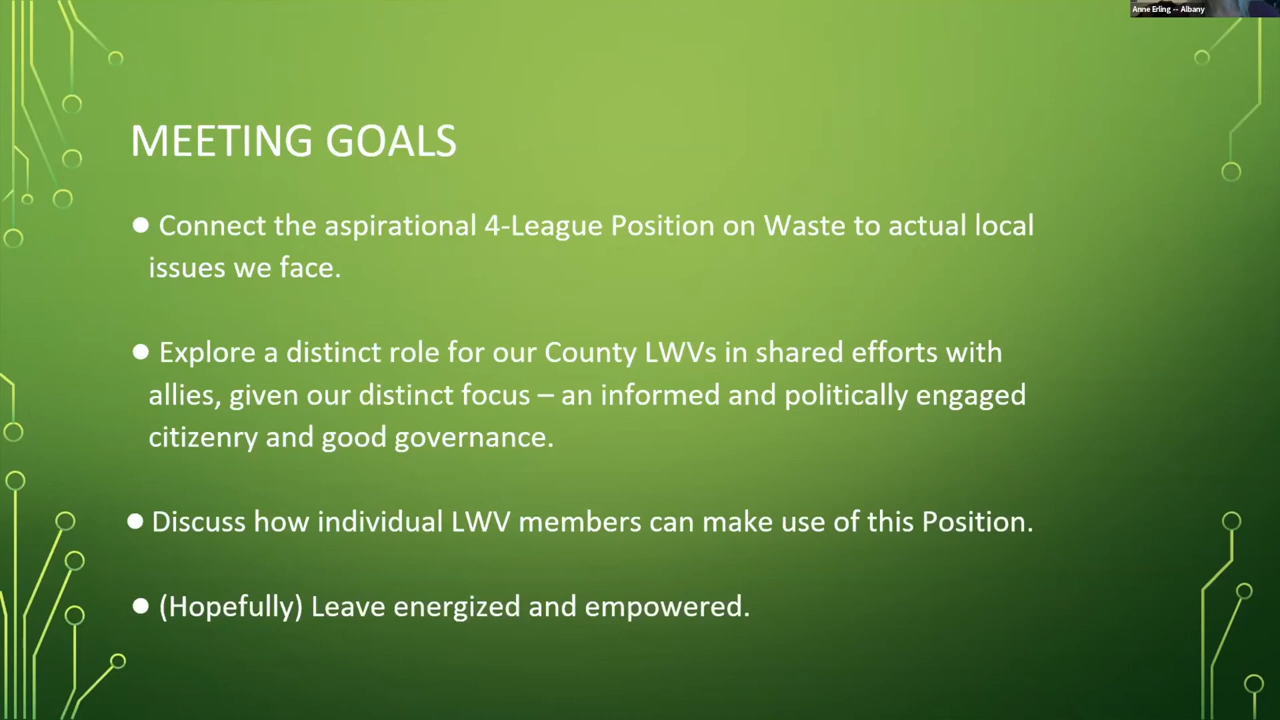 Anne Erling -- Albany
MEETING GOALS
● Connect the aspirational 4-League Position on Waste to actual local
issues we face.
● Explore a distinct role for our County LWVs in shared efforts with
allies, given our distinct focus – an informed and politically engaged
citizenry and good governance.
● Discuss how individual LWV members can make use of this Position.
● (Hopefully) Leave energized and empowered.